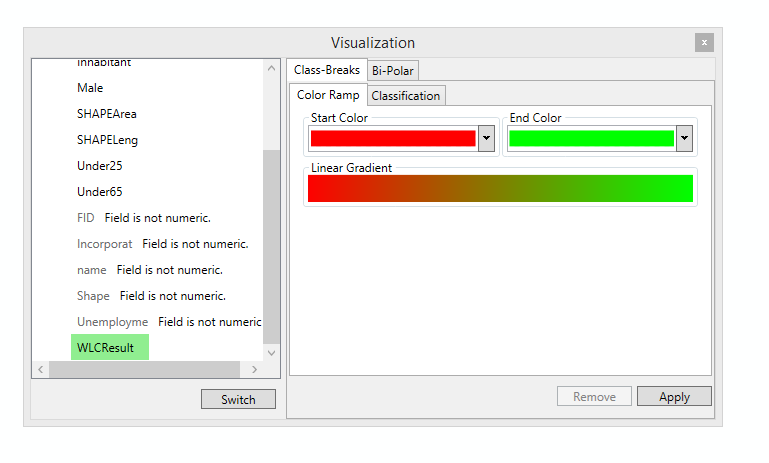 Visualization
x
Inhabitant
Male
SHAPEArea
SHAPELeng
Under25
Under65
FID Field is not numeric.
Incorporat Field is not numeric.
name Field is not numeric.
Shape Field is not numeric.
Unemployme Field is not numeric
WLCResult
Switch
Class-Breaks Bi-Polar
Color Ramp Classification
Start Color End Color
Linear Gradient
Remove Apply